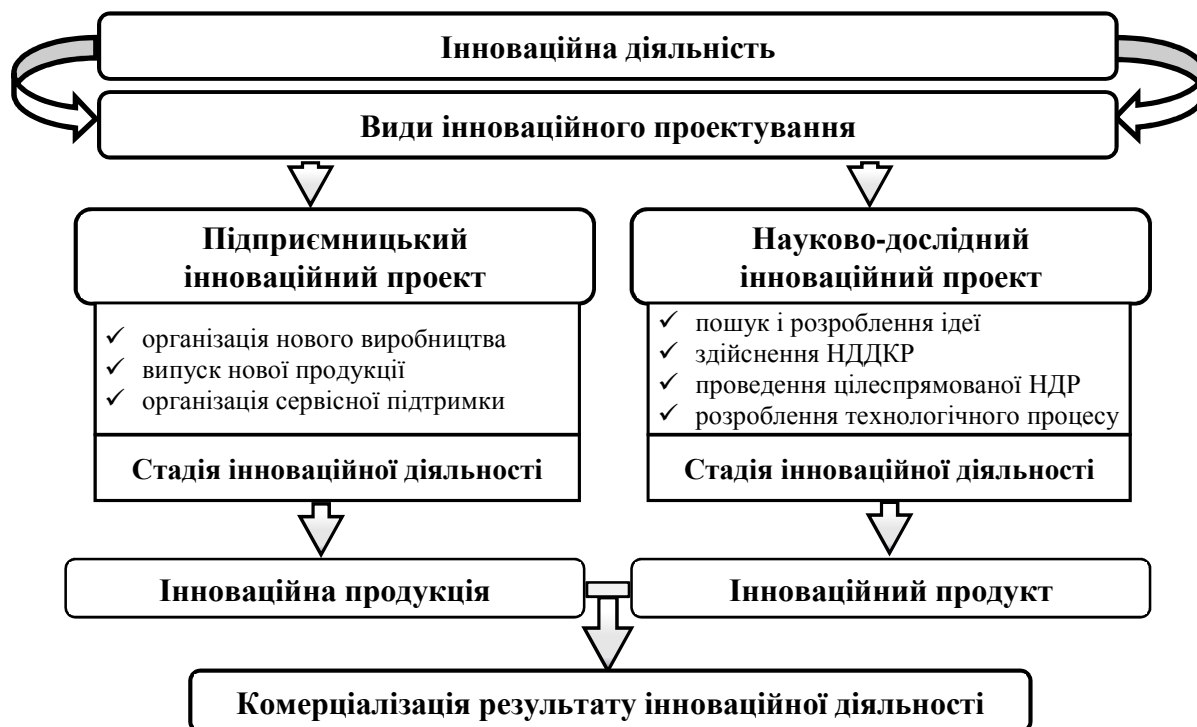 Інноваційна діяльність
Види інноваційного проектування
Підприємницький
інноваційний проект
✓ організація нового виробництва
✓ випуск нової продукції
✓ організація сервісної підтримки
Стадія інноваційної діяльності
Науково-дослідний
інноваційний проект
✓ пошук і розроблення ідеї
✓ здійснення НДДКР
✓ проведення цілеспрямованої НДР
✓ розроблення технологічного процесу
Стадія інноваційної діяльності
Інноваційна продукція
Інноваційний продукт
Комерціалізація результату інноваційної діяльності